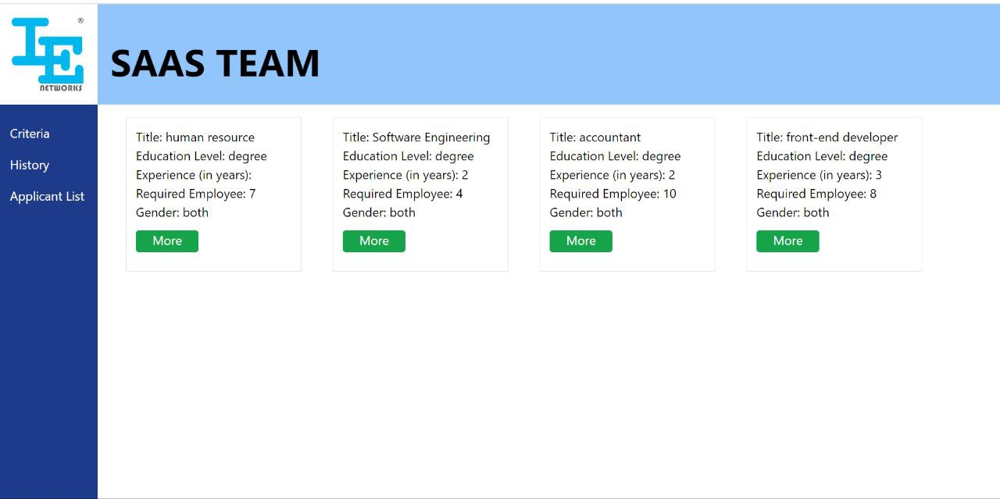 IE
®
NETWORKS
SAAS TEAM
Criteria
History
Applicant List
Title: human resource
Education Level: degree
Experience (in years):
Required Employee: 7
Gender: both
More
Title: Software Engineering
Education Level: degree
Experience (in years): 2
Required Employee: 4
Gender: both
More
Title: accountant
Education Level: degree
Experience (in years): 2
Required Employee: 10
Gender: both
More
Title: front-end developer
Education Level: degree
Experience (in years): 3
Required Employee: 8
Gender: both
More